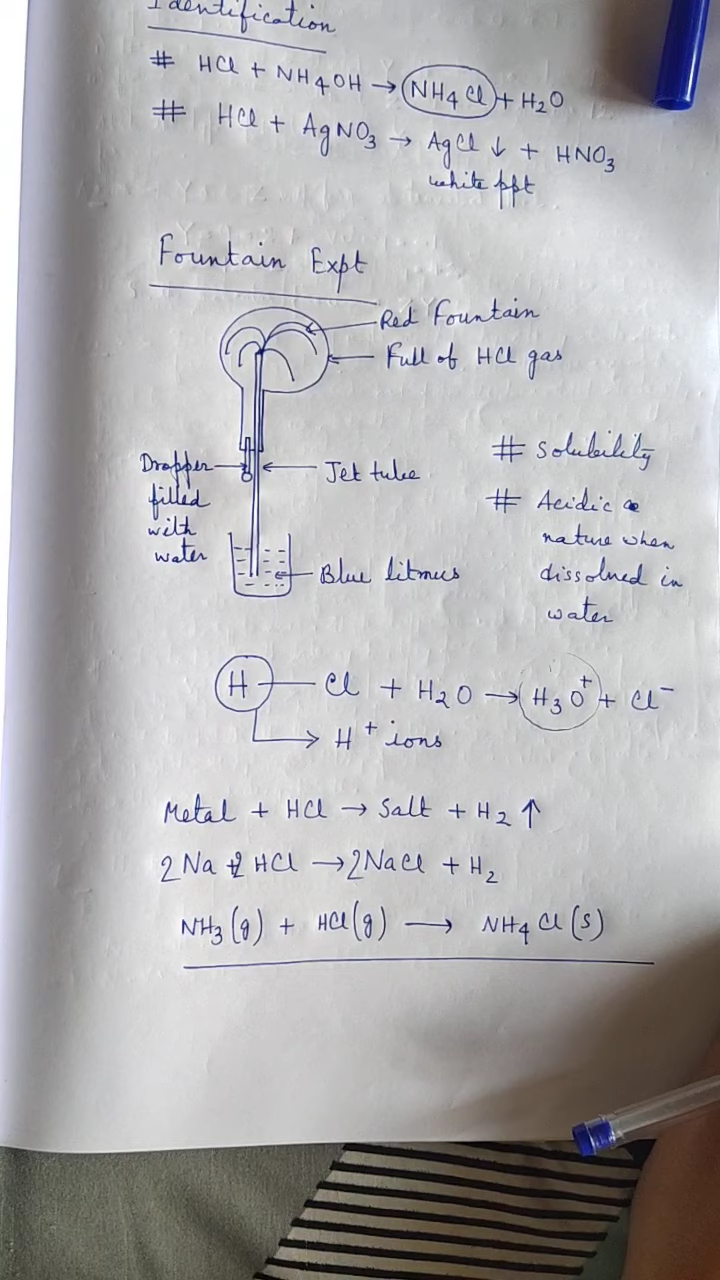 Identification
# HCl + NH4OH → NH4Cl + H2O
# HCl + AgNO3 → AgCl ↓ + HNO3
white ppt
Fountain Expt
Red Fountain
Full of HCl gas
Dropper
filled
with
water
Jet tube
Blue litmus
# Solubility
# Acidic
nature when
dissolved in
water
H — Cl + H2O → H3O+ + Cl-
→ H+ ions
Metal + HCl → Salt + H2 ↑
2Na + 2HCl → 2NaCl + H2
NH3(g) + HCl(g) → NH4Cl(s)